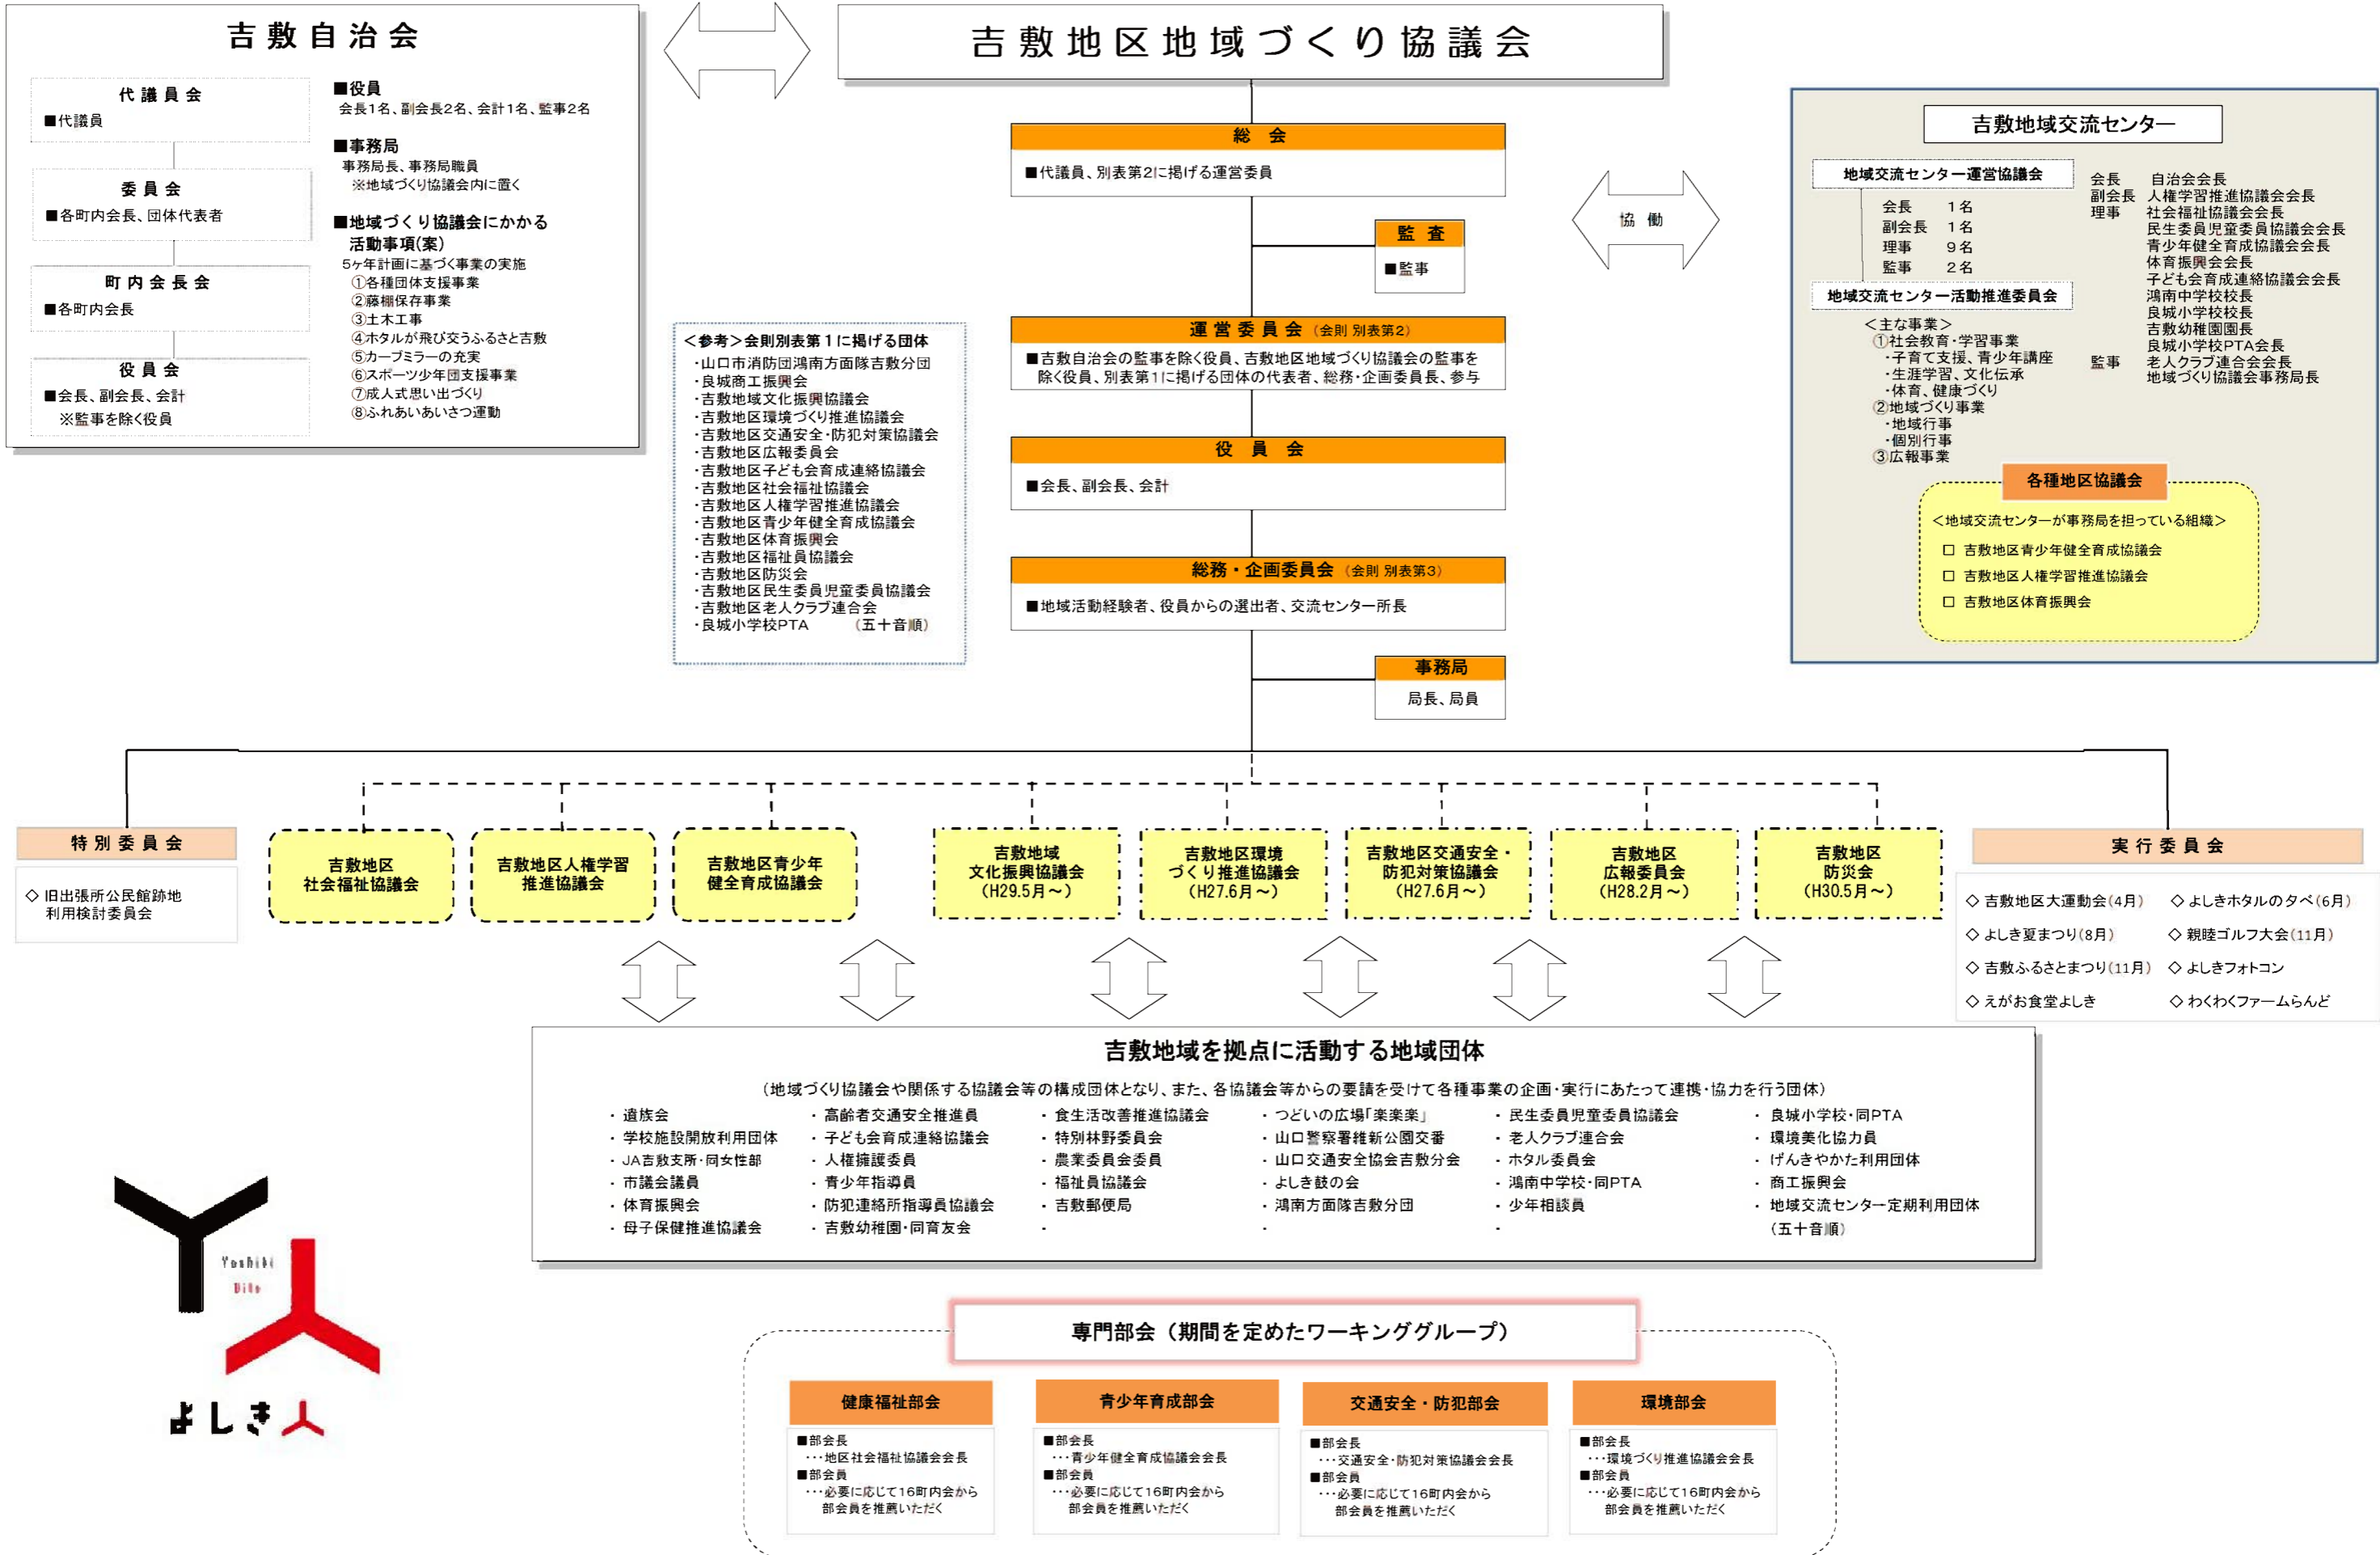 吉敷自治会
代議員会
■代議員
委員会
■各町内会長、団体代表者
町内会長会
■各町内会長
役員会
■会長、副会長、会計
※監事を除く役員
■役員
会長1名、副会長2名、会計1名、監事2名
■事務局
事務局長、事務局職員
※地域づくり協議会内に置く
■地域づくり協議会にかかる
活動事項(案)
5ヶ年計画に基づく事業の実施
①各種団体支援事業
②藤棚保存事業
③土木工事
④ホタルが飛び交うふるさと吉敷
⑤カーブミラーの充実
⑥スポーツ少年団支援事業
⑦成人式思い出づくり
⑧ふれあいあいさつ運動
吉敷地区地域づくり協議会
総会
■代議員、別表第2に掲げる運営委員
監査
■監事
運営委員会（会則 別表第2）
■吉敷自治会の監事を除く役員、吉敷地区地域づくり協議会の監事を
除く役員、別表第1に掲げる団体の代表者、総務・企画委員長、参与
役員会
■会長、副会長、会計
総務・企画委員会（会則 別表第3）
■地域活動経験者、役員からの選出者、交流センター所長
事務局
局長、局員
＜参考＞会則別表第1に掲げる団体
・山口市消防団鴻南方面隊吉敷分団
・良城商工振興会
・吉敷地域文化振興協議会
・吉敷地区環境づくり推進協議会
・吉敷地区交通安全・防犯対策協議会
・吉敷地区広報委員会
・吉敷地区子ども会育成連絡協議会
・吉敷地区社会福祉協議会
・吉敷地区人権学習推進協議会
・吉敷地区青少年健全育成協議会
・吉敷地区体育振興会
・吉敷地区福祉員協議会
・吉敷地区防災会
・吉敷地区民生委員児童委員協議会
・吉敷地区老人クラブ連合会
・良城小学校PTA （五十音順）
協働
吉敷地域交流センター
地域交流センター運営協議会
会長 1名
副会長 1名
理事 9名
監事 2名
地域交流センター活動推進委員会
＜主な事業＞
①社会教育・学習事業
・子育て支援、青少年講座
・生涯学習、文化伝承
・体育、健康づくり
②地域づくり事業
・地域行事
・個別行事
③広報事業
会長 自治会会長
副会長 人権学習推進協議会会長
理事 社会福祉協議会会長
民生委員児童委員協議会会長
青少年健全育成協議会会長
体育振興会会長
子ども会育成連絡協議会会長
鴻南中学校校長
良城小学校校長
吉敷幼稚園園長
良城小学校PTA会長
監事 老人クラブ連合会会長
地域づくり協議会事務局長
各種地区協議会
＜地域交流センターが事務局を担っている組織＞
□ 吉敷地区青少年健全育成協議会
□ 吉敷地区人権学習推進協議会
□ 吉敷地区体育振興会
特別委員会
◇ 旧出張所公民館跡地
利用検討委員会
吉敷地区
社会福祉協議会
吉敷地区人権学習
推進協議会
吉敷地区青少年
健全育成協議会
吉敷地域
文化振興協議会
(H29.5月～)
吉敷地区環境
づくり推進協議会
(H27.6月～)
吉敷地区交通安全・
防犯対策協議会
(H27.6月～)
吉敷地区
広報委員会
(H28.2月～)
吉敷地区
防災会
(H30.5月～)
実行委員会
◇ 吉敷地区大運動会(4月) ◇ よしきホタルの夕べ(6月)
◇ よしき夏まつり(8月) ◇ 親睦ゴルフ大会(11月)
◇ 吉敷ふるさとまつり(11月) ◇ よしきフォトコン
◇ えがお食堂よしき ◇ わくわくファームらんど
吉敷地域を拠点に活動する地域団体
（地域づくり協議会や関係する協議会等の構成団体となり、また、各協議会等からの要請を受けて各種事業の企画・実行にあたって連携・協力を行う団体）
・ 遺族会 ・ 高齢者交通安全推進員 ・ 食生活改善推進協議会 ・ つどいの広場「楽楽楽」 ・ 民生委員児童委員協議会 ・ 良城小学校・同PTA
・ 学校施設開放利用団体 ・ 子ども会育成連絡協議会 ・ 特別林野委員会 ・ 山口警察署維新公園交番 ・ 老人クラブ連合会 ・ 環境美化協力員
・ JA吉敷支所・同女性部 ・ 人権擁護委員 ・ 農業委員会委員 ・ 山口交通安全協会吉敷分会 ・ ホタル委員会 ・ げんきやかた利用団体
・ 市議会議員 ・ 青少年指導員 ・ 福祉員協議会 ・ よしき鼓の会 ・ 鴻南中学校・同PTA ・ 商工振興会
・ 体育振興会 ・ 防犯連絡所指導員協議会 ・ 吉敷郵便局 ・ 鴻南方面隊吉敷分団 ・ 少年相談員 ・ 地域交流センター定期利用団体
・ 母子保健推進協議会 ・ 吉敷幼稚園・同育友会 ・ ・ ・ （五十音順）
Yoshiki
よしき人
専門部会（期間を定めたワーキンググループ）
健康福祉部会
■部会長
…地区社会福祉協議会会長
■部会員
…必要に応じて16町内会から
部会員を推薦いただく
青少年育成部会
■部会長
…青少年健全育成協議会会長
■部会員
…必要に応じて16町内会から
部会員を推薦いただく
交通安全・防犯部会
■部会長
…交通安全・防犯対策協議会会長
■部会員
…必要に応じて16町内会から
部会員を推薦いただく
環境部会
■部会長
…環境づくり推進協議会会長
■部会員
…必要に応じて16町内会から
部会員を推薦いただく